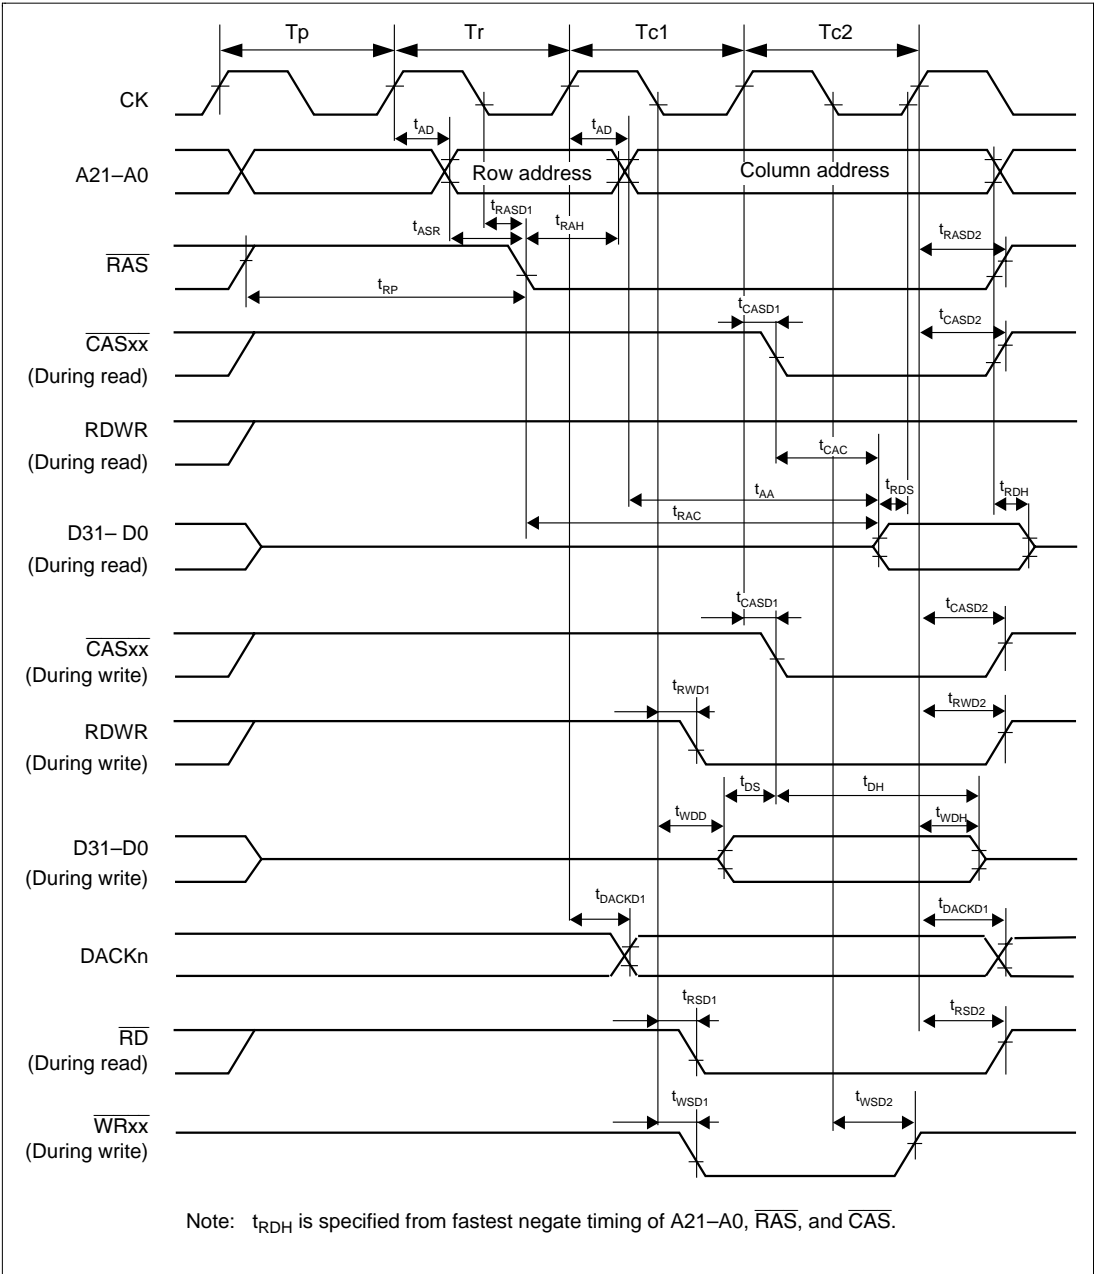 Tp Tr Tc1 Tc2
CK
tAD tAD
A21–A0 Row address Column address
tRASD1
tASR tRAH tRASD2
RAS
tRP
tCASD1 tCASD2
CASxx
(During read)
RDWR
(During read)
tCAC
tAA tRDS tRDH
tRAC
D31– D0
(During read)
tCASD1 tCASD2
CASxx
(During write)
tRWD1 tRWD2
RDWR
(During write)
tDS tDH
tWDD tWDH
D31–D0
(During write)
tDACKD1 tDACKD1
DACKn
tRSD1 tRSD2
RD
(During read)
tWSD1 tWSD2
WRxx
(During write)
Note: tRDH is specified from fastest negate timing of A21–A0, RAS, and CAS.